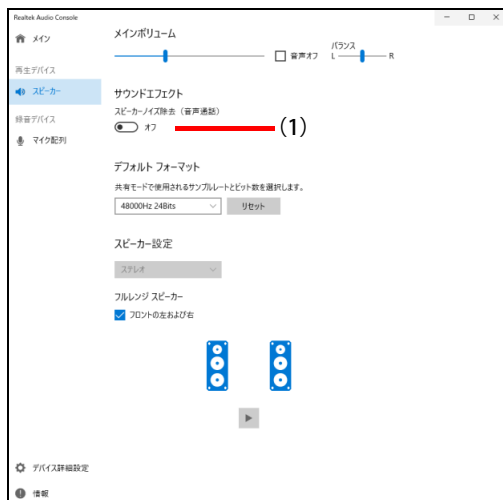 Realtek Audio Console
メイン
再生デバイス
スピーカー
録音デバイス
マイク配列
デバイス詳細設定
情報
メインボリューム
音声オフ
バランス
L R
サウンドエフェクト
スピーカーノイズ除去（音声通話）
オフ
(1)
デフォルト フォーマット
共有モードで使用されるサンプルレートとビット数を選択します。
48000Hz 24Bits
リセット
スピーカー設定
ステレオ
フルレンジ スピーカー
フロントの左および右